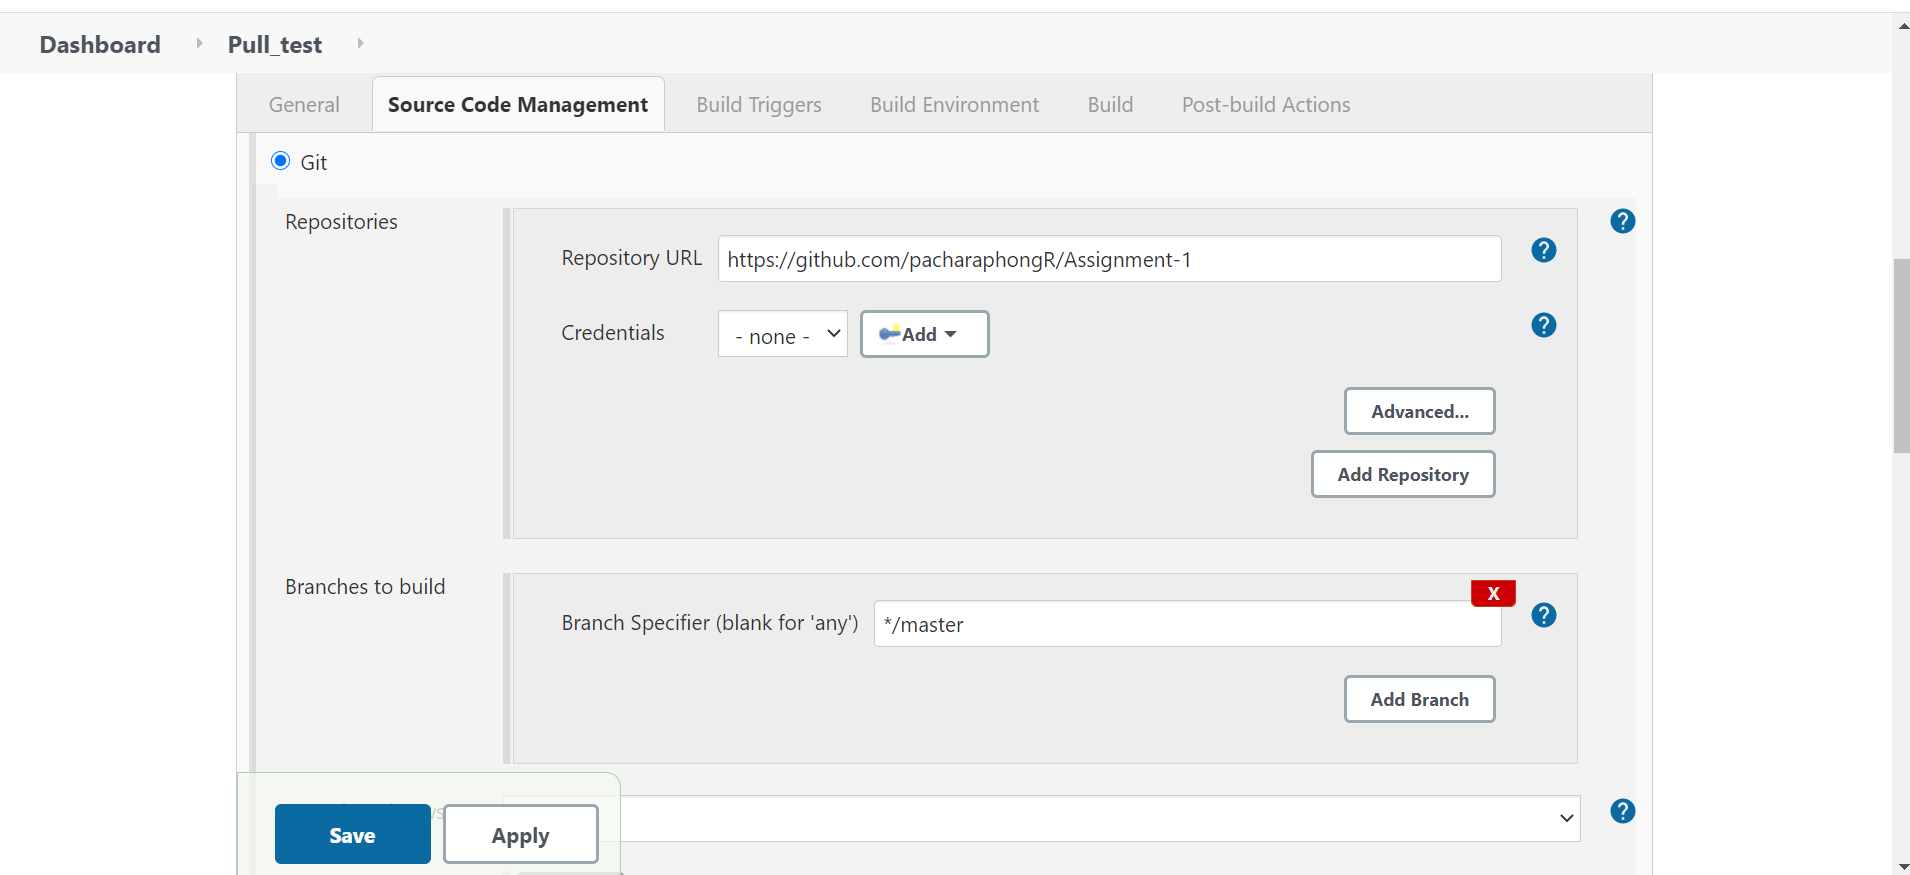 Dashboard Pull_test
General Source Code Management Build Triggers Build Environment Build Post-build Actions
Git
Repositories
?
Repository URL https://github.com/pacharaphongR/Assignment-1 ?
Credentials - none - Add ?
Advanced...
Add Repository
Branches to build
X
Branch Specifier (blank for 'any') */master ?
Add Branch
?
Save Apply